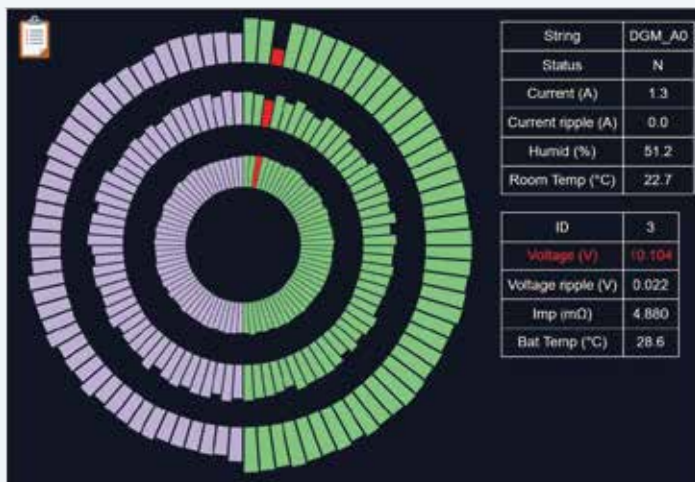 String DGM_A0
Status N
Current (A) 1.3
Current ripple (A) 0.0
Humid (%) 51.2
Room Temp (°C) 22.7
ID 3
Voltage (V) 10.104
Voltage ripple (V) 0.022
Imp (mΩ) 4.880
Bat Temp (°C) 28.6